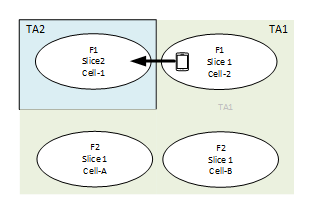 TA2
TA1
F1
Slice2
Cell-1
F1
Slice 1
Cell-2
TA1
F2
Slice 1
Cell-A
F2
Slice 1
Cell-B